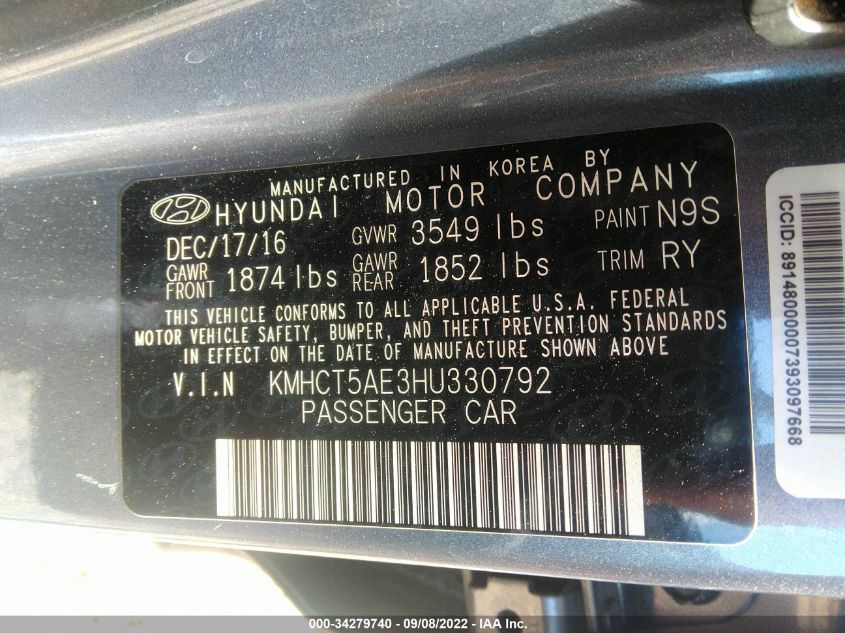 MANUFACTURED IN KOREA BY
HYUNDAI MOTOR COMPANY
DEC/17/16 GVWR 3549 lbs PAINT N9S
GAWR FRONT 1874 lbs GAWR REAR 1852 lbs TRIM RY
THIS VEHICLE CONFORMS TO ALL APPLICABLE U.S.A. FEDERAL
MOTOR VEHICLE SAFETY, BUMPER, AND THEFT PREVENTION STANDARDS
IN EFFECT ON THE DATE OF MANUFACTURE SHOWN ABOVE
V.I.N KMHCT5AE3HU330792
PASSENGER CAR
ICCID: 89148000007393097668
000-34279740 - 09/08/2022 - IAA Inc.